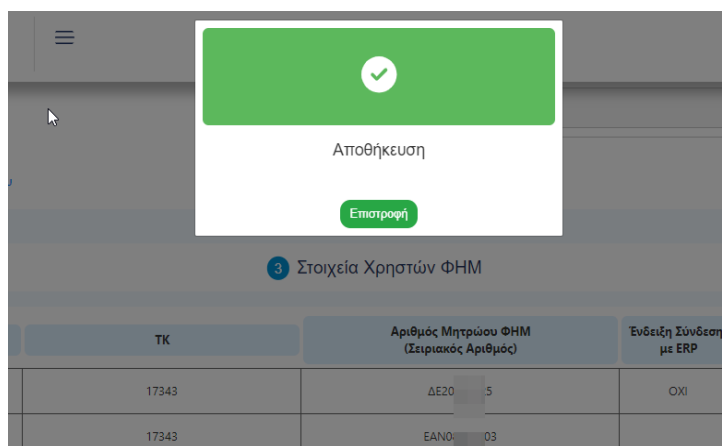 Αποθήκευση
Επιστροφή
3 Στοιχεία Χρηστών ΦΗΜ
ΤΚ
Αριθμός Μητρώου ΦΗΜ
(Σειριακός Αριθμός)
Ένδειξη Σύνδεση
με ERP
17343
ΟΧΙ
17343